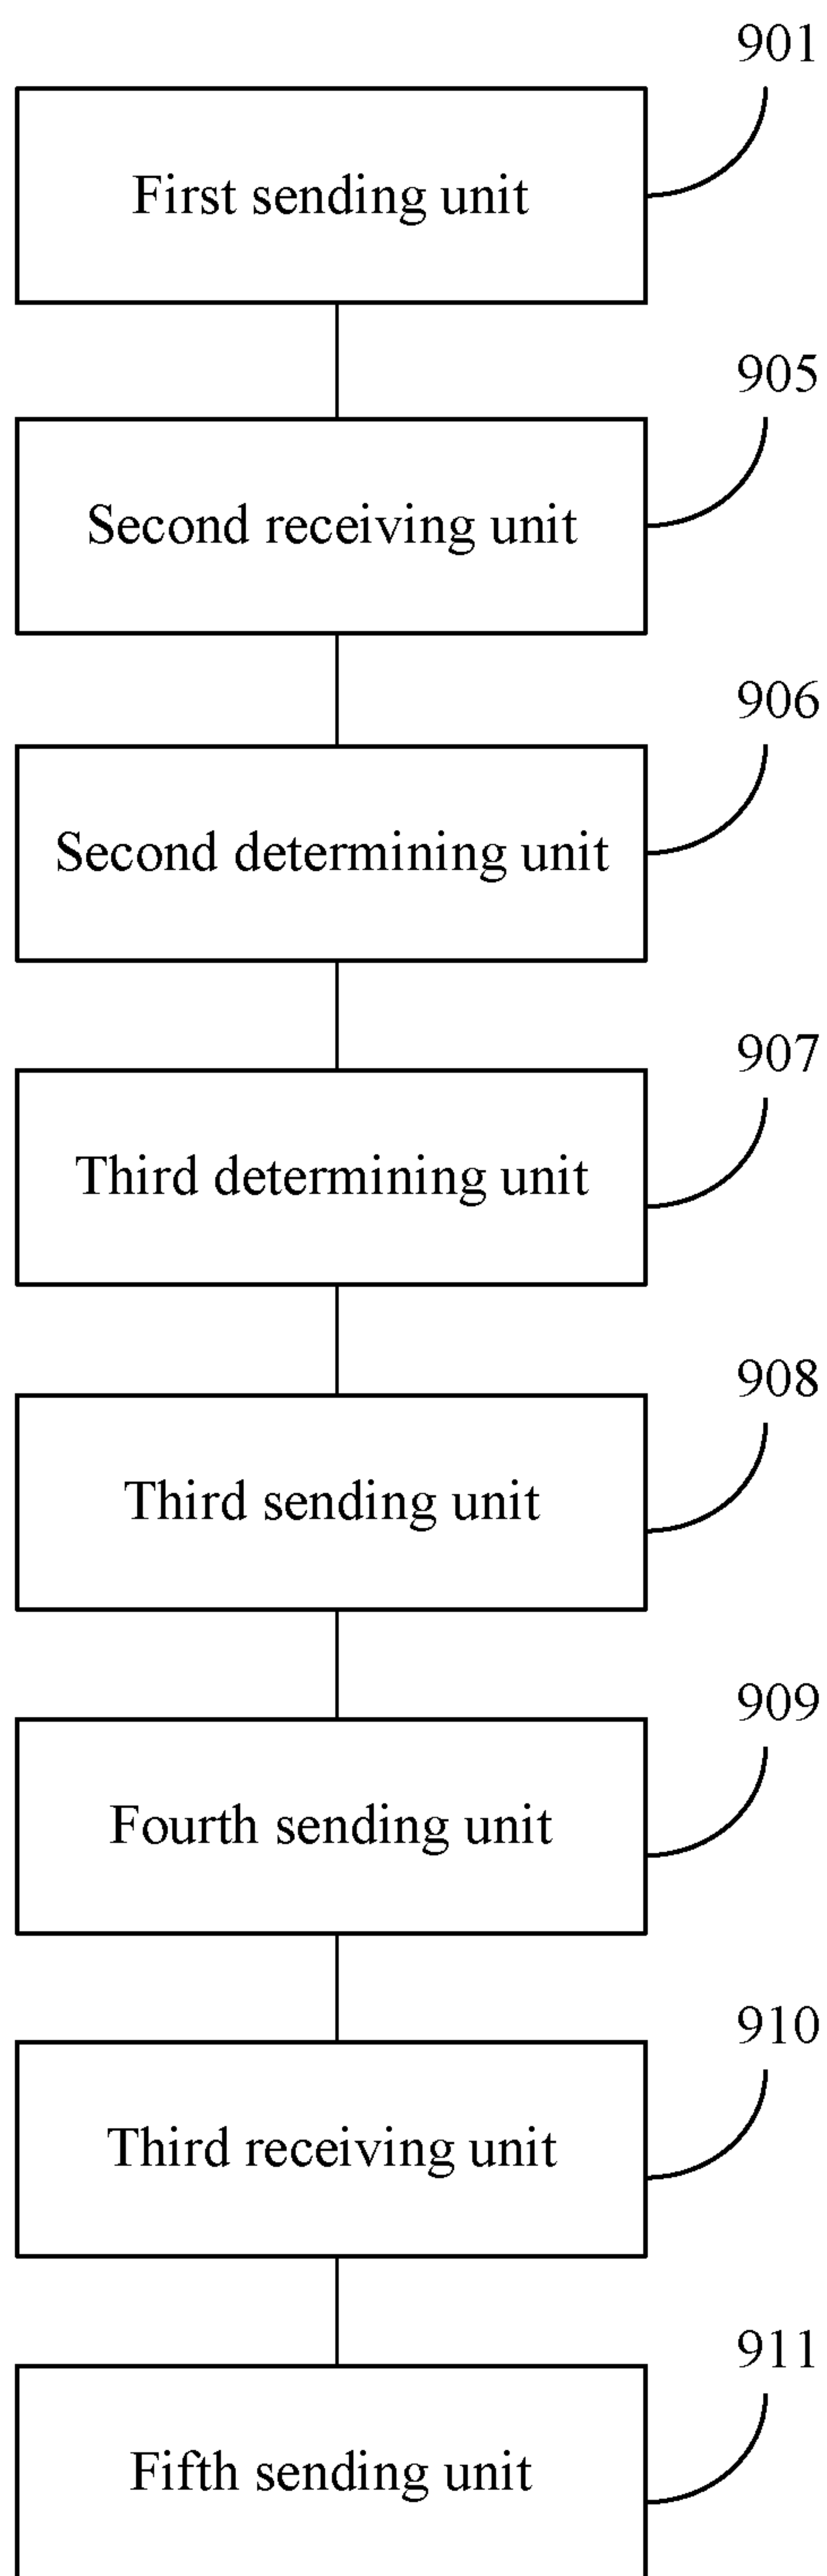 901
First sending unit
905
Second receiving unit
906
Second determining unit
907
Third determining unit
908
Third sending unit
909
Fourth sending unit
910
Third receiving unit
911
Fifth sending unit